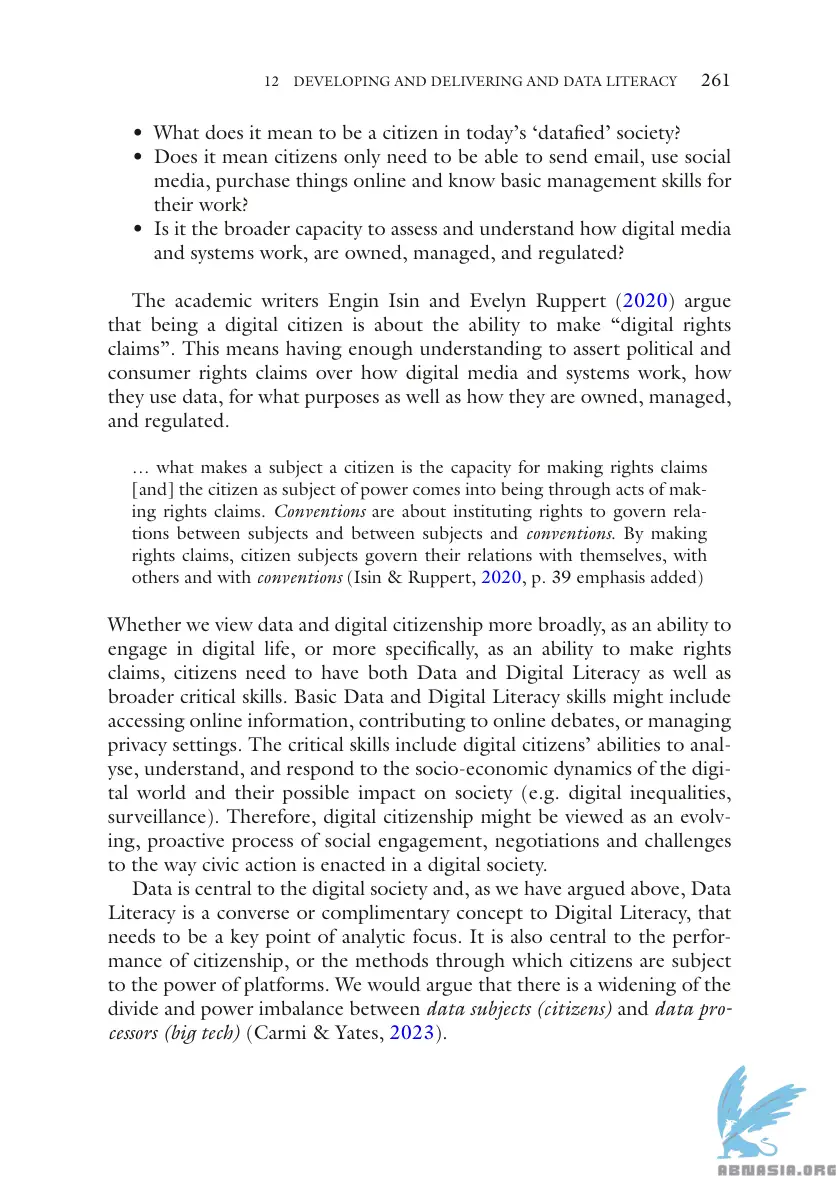 12 DEVELOPING AND DELIVERING AND DATA LITERACY 261
• What does it mean to be a citizen in today's 'datafied' society?
• Does it mean citizens only need to be able to send email, use social
media, purchase things online and know basic management skills for
their work?
• Is it the broader capacity to assess and understand how digital media
and systems work, are owned, managed, and regulated?
The academic writers Engin Isin and Evelyn Ruppert (2020) argue
that being a digital citizen is about the ability to make “digital rights
claims”. This means having enough understanding to assert political and
consumer rights claims over how digital media and systems work, how
they use data, for what purposes as well as how they are owned, managed,
and regulated.
… what makes a subject a citizen is the capacity for making rights claims
[and] the citizen as subject of power comes into being through acts of mak-
ing rights claims. Conventions are about instituting rights to govern rela-
tions between subjects and between subjects and conventions. By making
rights claims, citizen subjects govern their relations with themselves, with
others and with conventions (Isin & Ruppert, 2020, p. 39 emphasis added)
Whether we view data and digital citizenship more broadly, as an ability to
engage in digital life, or more specifically, as an ability to make rights
claims, citizens need to have both Data and Digital Literacy as well as
broader critical skills. Basic Data and Digital Literacy skills might include
accessing online information, contributing to online debates, or managing
privacy settings. The critical skills include digital citizens' abilities to anal-
yse, understand, and respond to the socio-economic dynamics of the digi-
tal world and their possible impact on society (e.g. digital inequalities,
surveillance). Therefore, digital citizenship might be viewed as an evolv-
ing, proactive process of social engagement, negotiations and challenges
to the way civic action is enacted in a digital society.
Data is central to the digital society and, as we have argued above, Data
Literacy is a converse or complimentary concept to Digital Literacy, that
needs to be a key point of analytic focus. It is also central to the perfor-
mance of citizenship, or the methods through which citizens are subject
to the power of platforms. We would argue that there is a widening of the
divide and power imbalance between data subjects (citizens) and data pro-
cessors (big tech) (Carmi & Yates, 2023).
ABNASIA.ORG